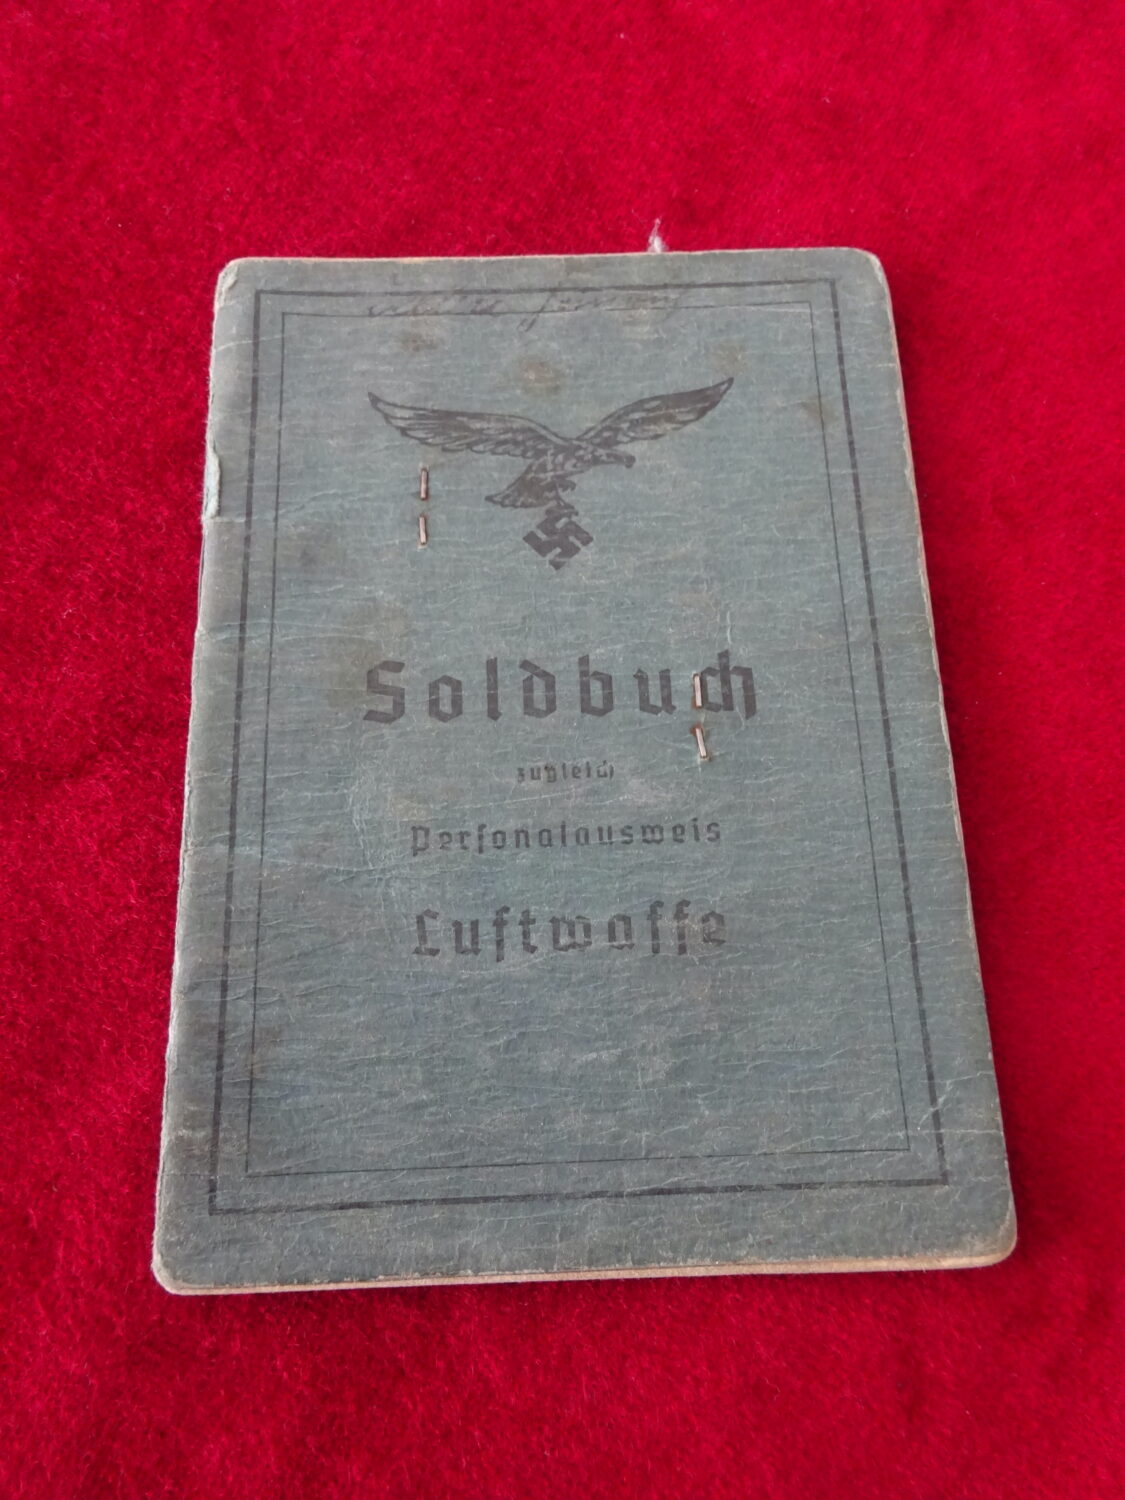 Soldbuch
zugleich
Personalausweis
Luftwaffe